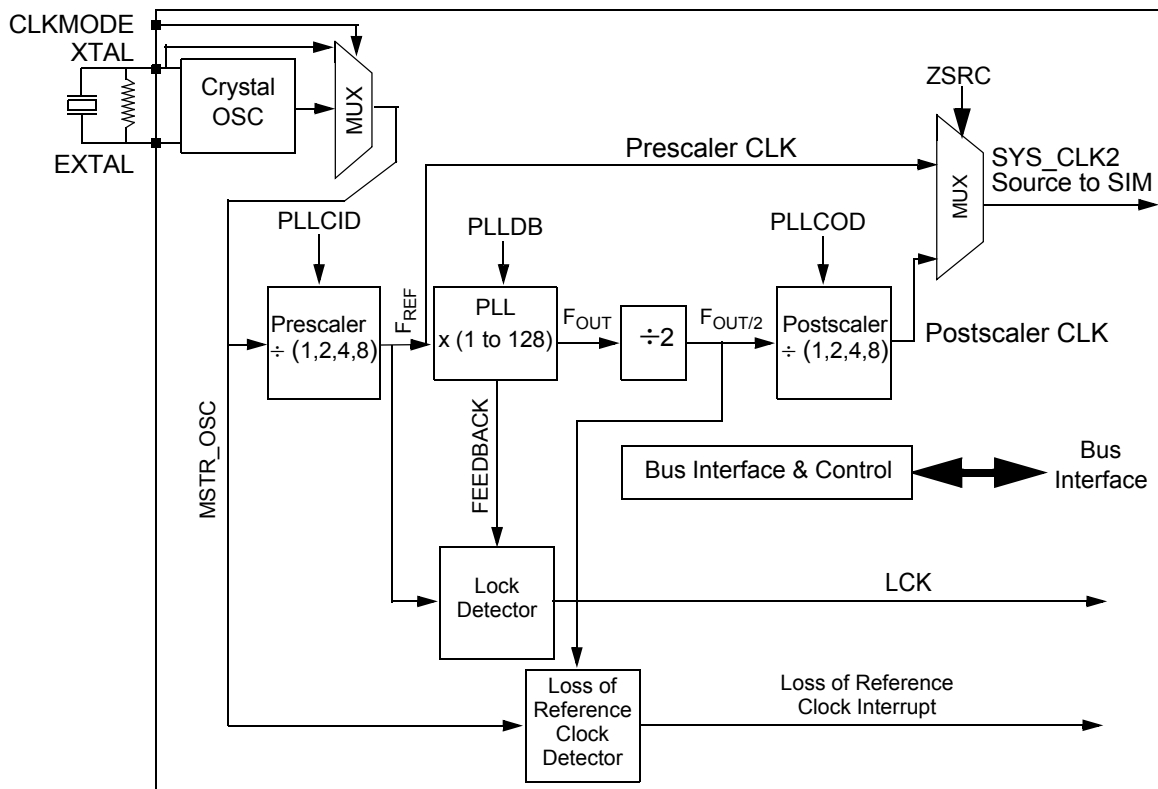 CLKMODE
XTAL
EXTAL
Crystal
OSC
MUX
ZSRC
Prescaler CLK
MUX
SYS_CLK2
Source to SIM
PLLCID
PLLDB
PLLCOD
Prescaler
÷ (1,2,4,8)
FREF
PLL
x (1 to 128)
FOUT
÷2
FOUT/2
Postscaler
÷ (1,2,4,8)
Postscaler CLK
MSTR_OSC
FEEDBACK
Bus Interface & Control
Bus
Interface
Lock
Detector
LCK
Loss of
Reference
Clock
Detector
Loss of Reference
Clock Interrupt